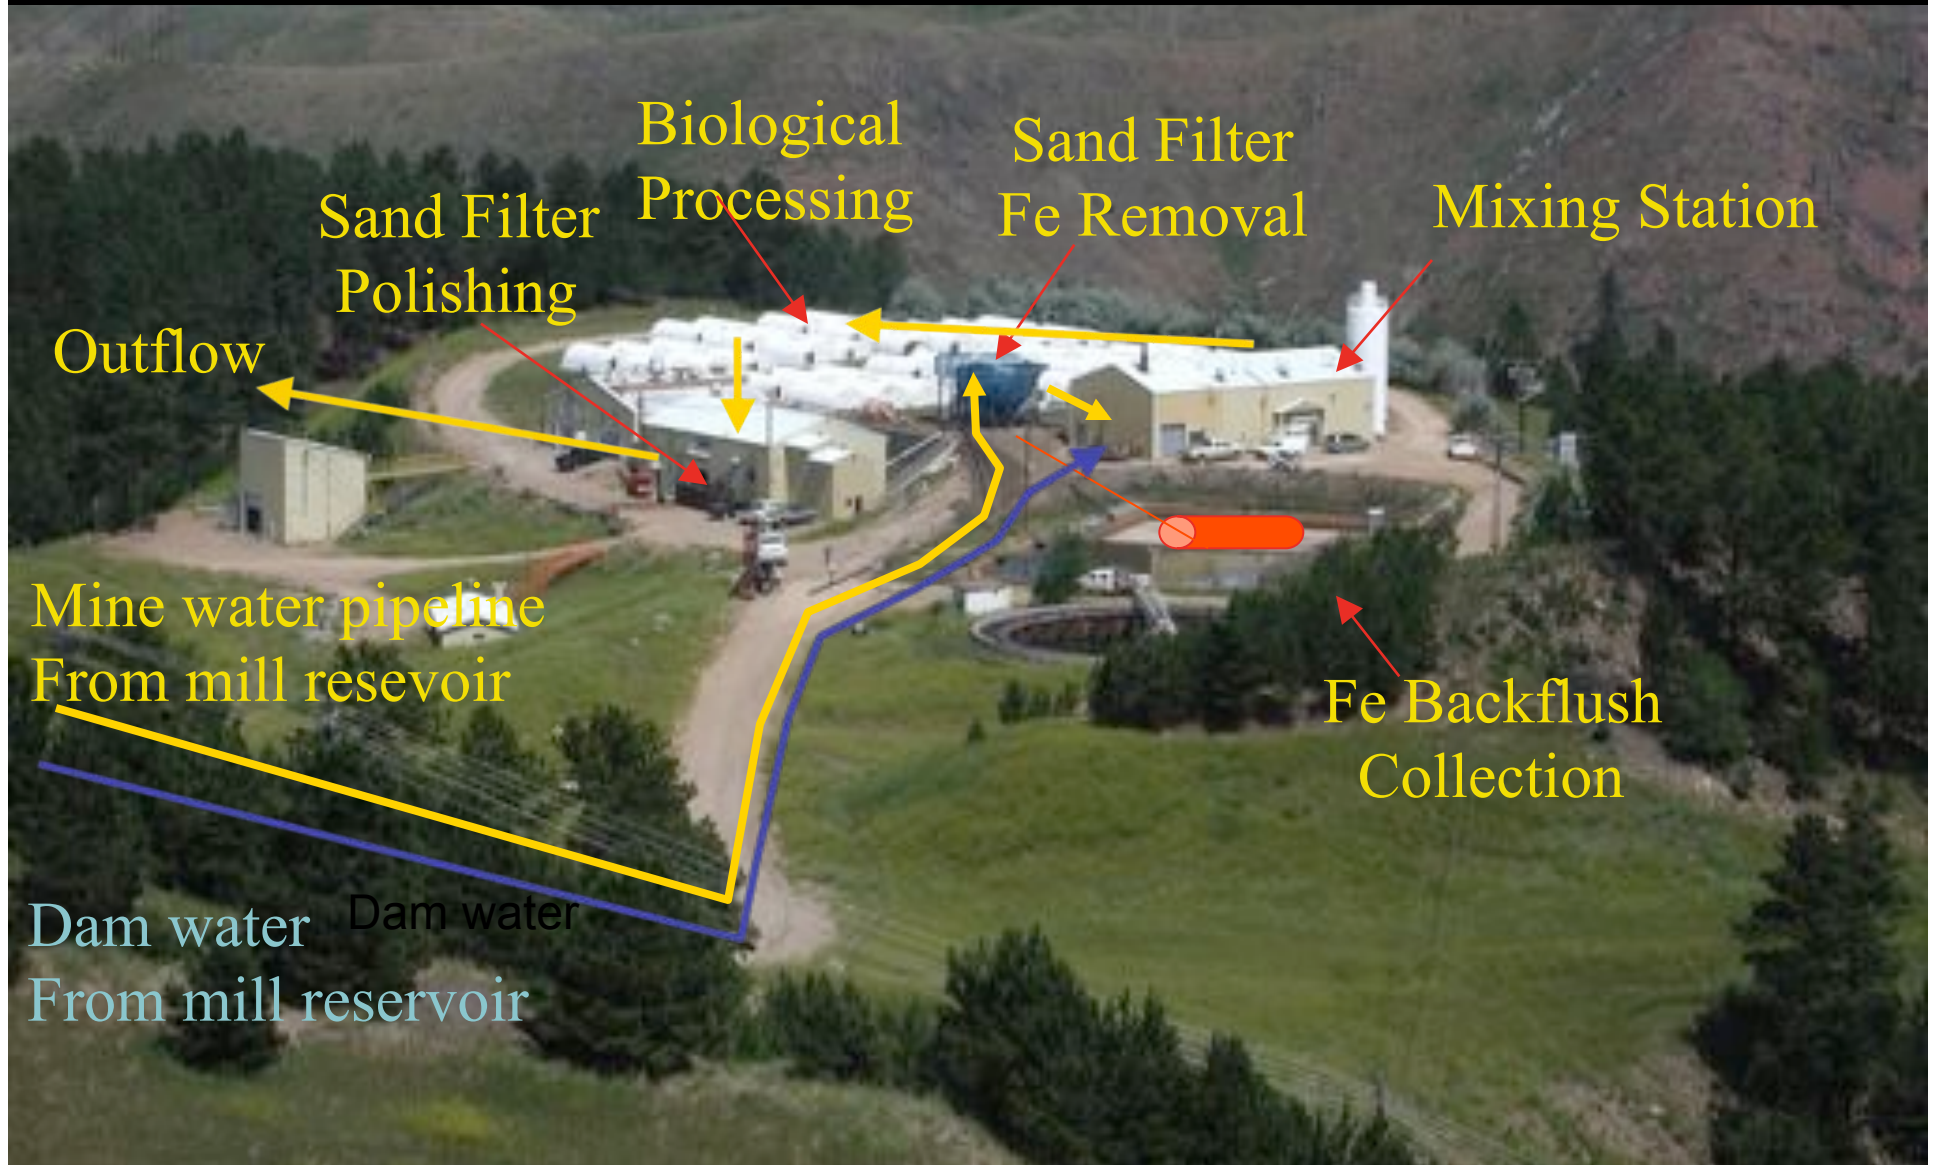 Biological
Processing
Sand Filter
Fe Removal
Mixing Station
Sand Filter
Polishing
Outflow
Mine water pipeline
From mill resevoir
Fe Backflush
Collection
Dam water
Dam water
From mill reservoir